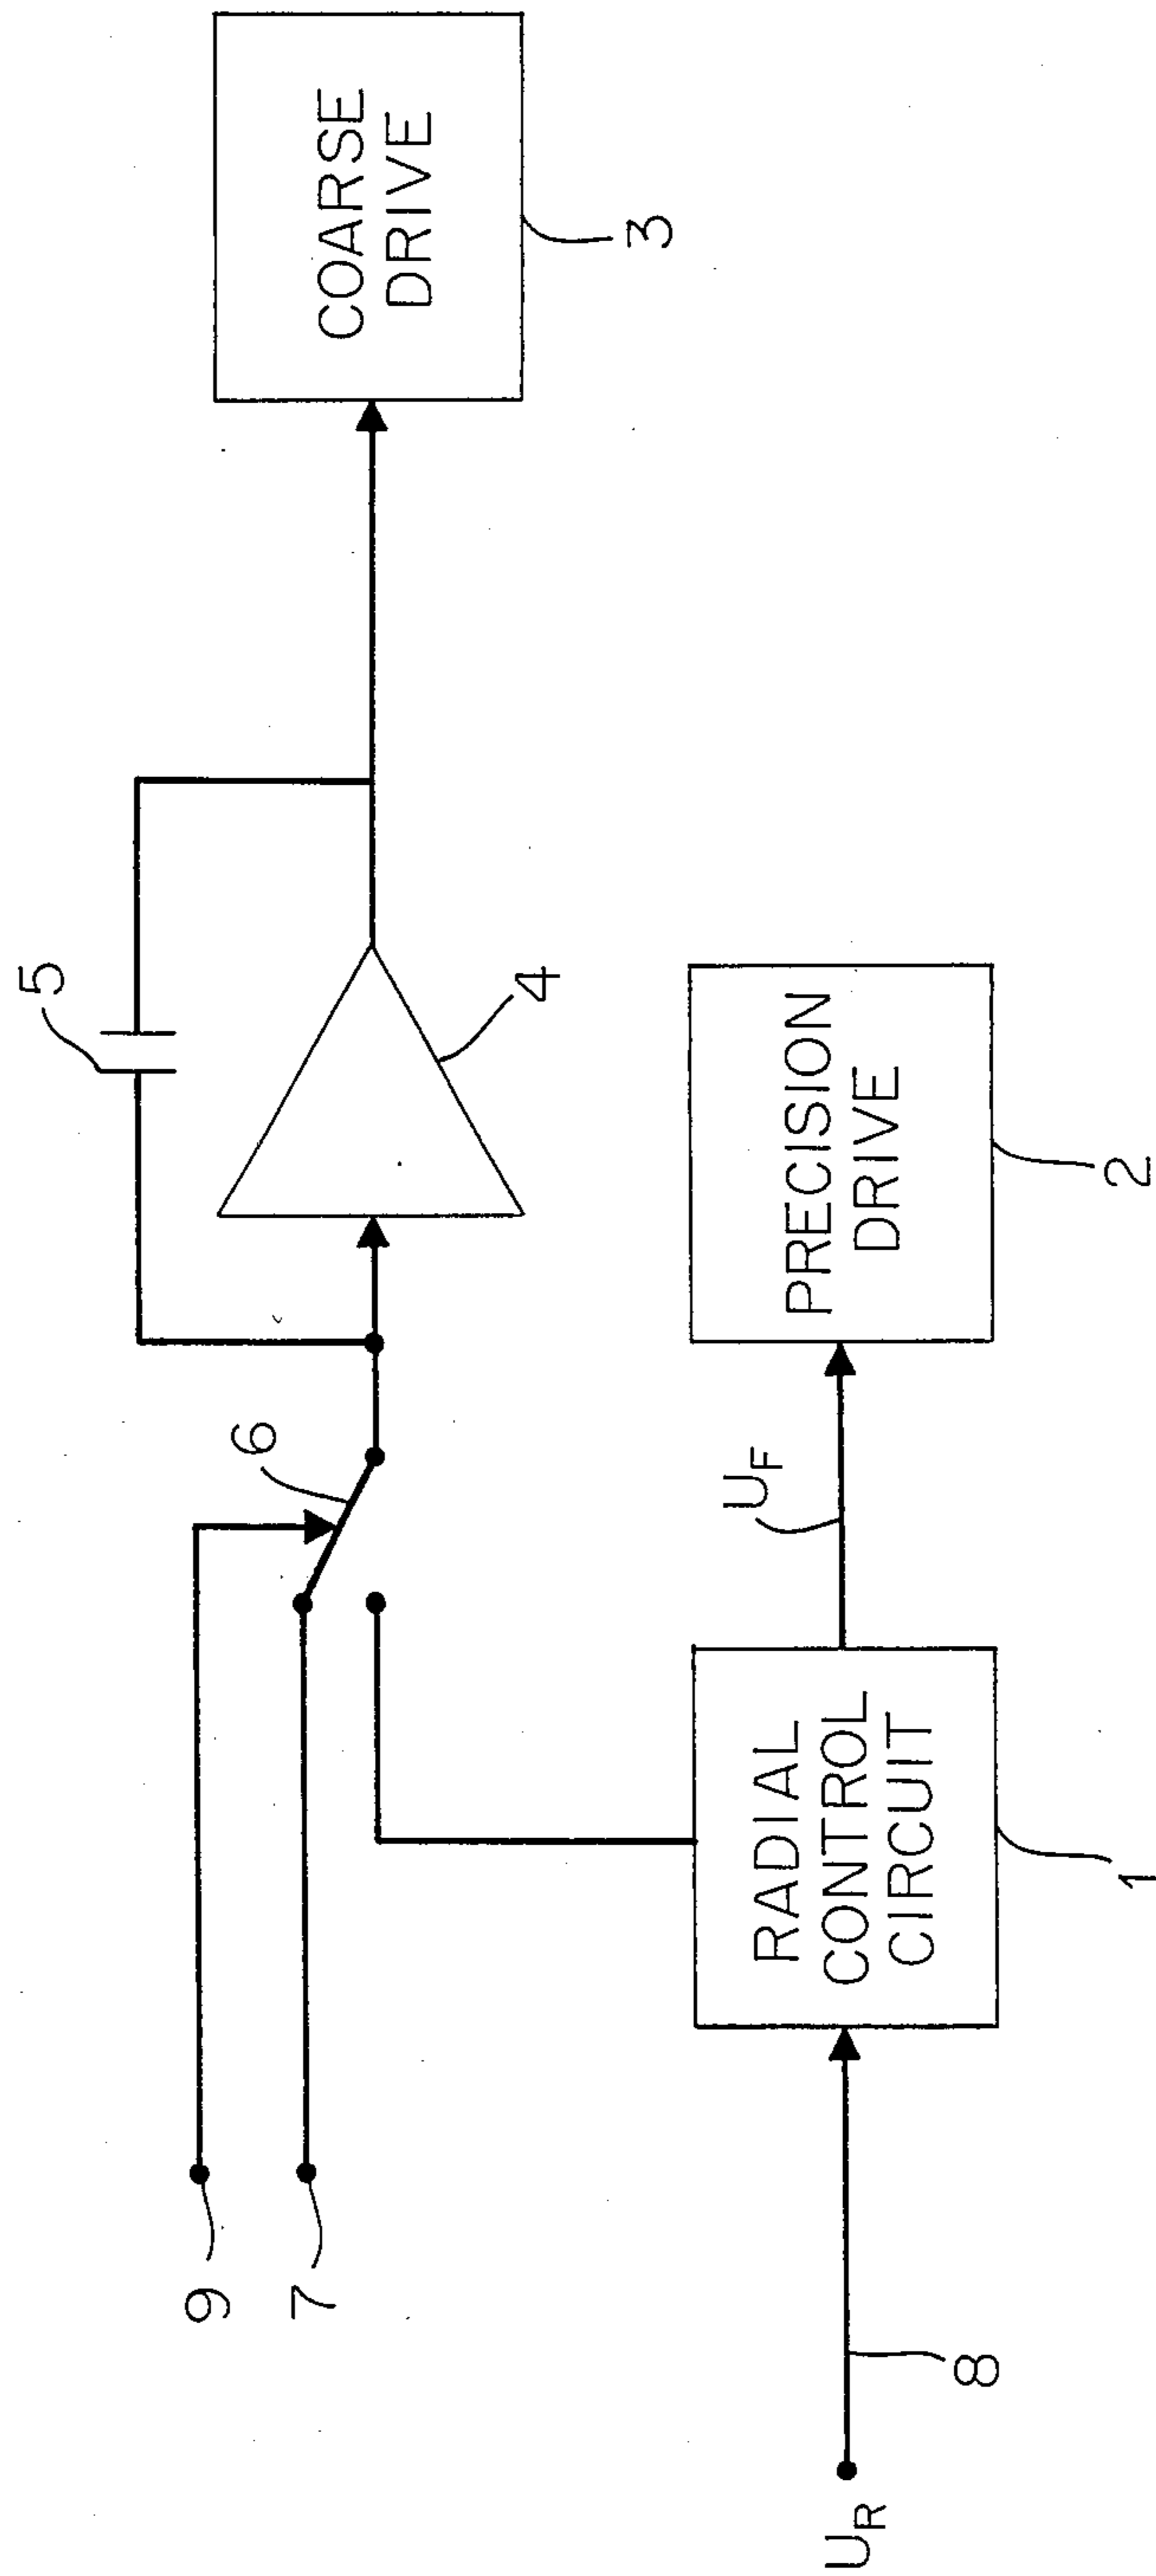 COARSE
DRIVE
3
5
4
6
9
7
PRECISION
DRIVE
2
U_F
RADIAL
CONTROL
CIRCUIT
1
8
U_R